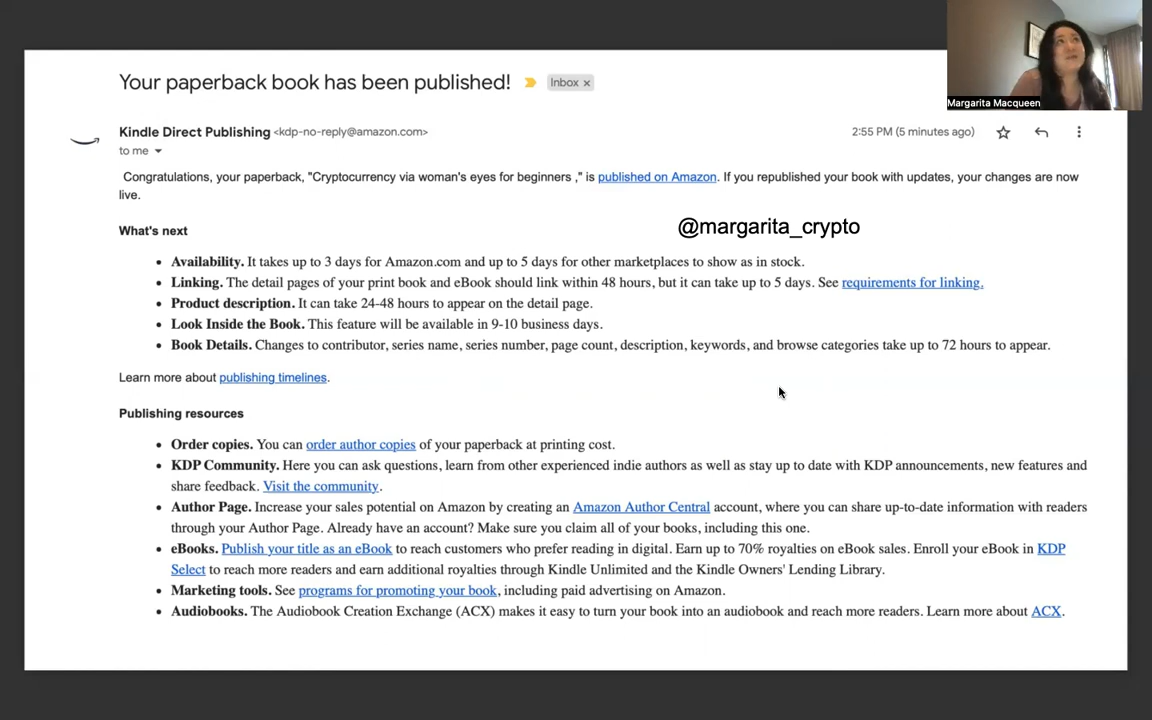 Your paperback book has been published!
Inbox ×
Margarita Macqueen
Kindle Direct Publishing <kdp-no-reply@amazon.com>
2:55 PM (5 minutes ago)
to me
Congratulations, your paperback, "Cryptocurrency via woman's eyes for beginners ," is published on Amazon. If you republished your book with updates, your changes are now
live.
@margarita_crypto
What's next
• Availability. It takes up to 3 days for Amazon.com and up to 5 days for other marketplaces to show as in stock.
• Linking. The detail pages of your print book and eBook should link within 48 hours, but it can take up to 5 days. See requirements for linking.
• Product description. It can take 24-48 hours to appear on the detail page.
• Look Inside the Book. This feature will be available in 9-10 business days.
• Book Details. Changes to contributor, series name, series number, page count, description, keywords, and browse categories take up to 72 hours to appear.
Learn more about publishing timelines.
Publishing resources
• Order copies. You can order author copies of your paperback at printing cost.
• KDP Community. Here you can ask questions, learn from other experienced indie authors as well as stay up to date with KDP announcements, new features and
share feedback. Visit the community.
• Author Page. Increase your sales potential on Amazon by creating an Amazon Author Central account, where you can share up-to-date information with readers
through your Author Page. Already have an account? Make sure you claim all of your books, including this one.
• eBooks. Publish your title as an eBook to reach customers who prefer reading in digital. Earn up to 70% royalties on eBook sales. Enroll your eBook in KDP
Select to reach more readers and earn additional royalties through Kindle Unlimited and the Kindle Owners' Lending Library.
• Marketing tools. See programs for promoting your book, including paid advertising on Amazon.
• Audiobooks. The Audiobook Creation Exchange (ACX) makes it easy to turn your book into an audiobook and reach more readers. Learn more about ACX.